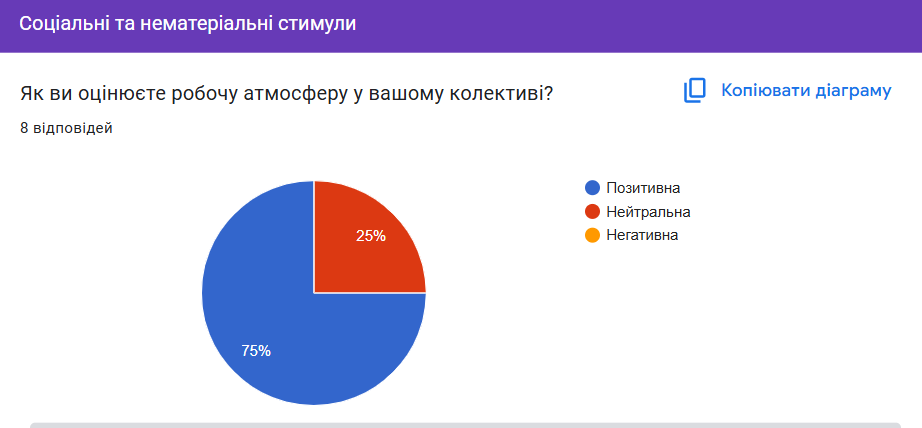 Соціальні та нематеріальні стимули
Як ви оцінюєте робочу атмосферу у вашому колективі?
Копіювати діаграму
8 відповідей
Позитивна
Нейтральна
Негативна
25%
75%